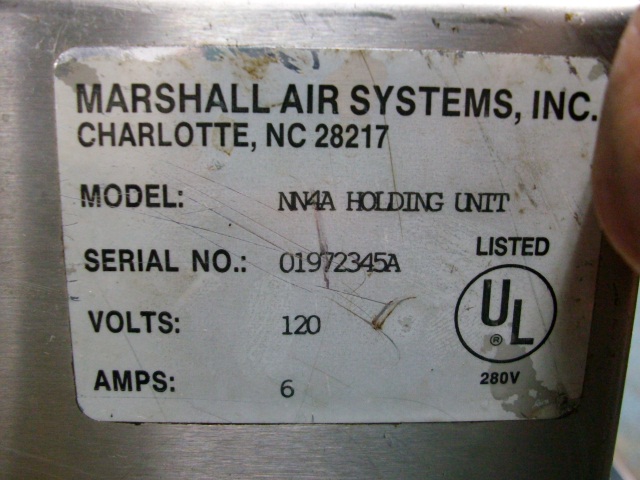 MARSHALL AIR SYSTEMS, INC.
CHARLOTTE, NC 28217
MODEL: NN4A HOLDING UNIT
SERIAL NO.: 01972345A
LISTED
VOLTS: 120
UL
®
AMPS: 6
280V